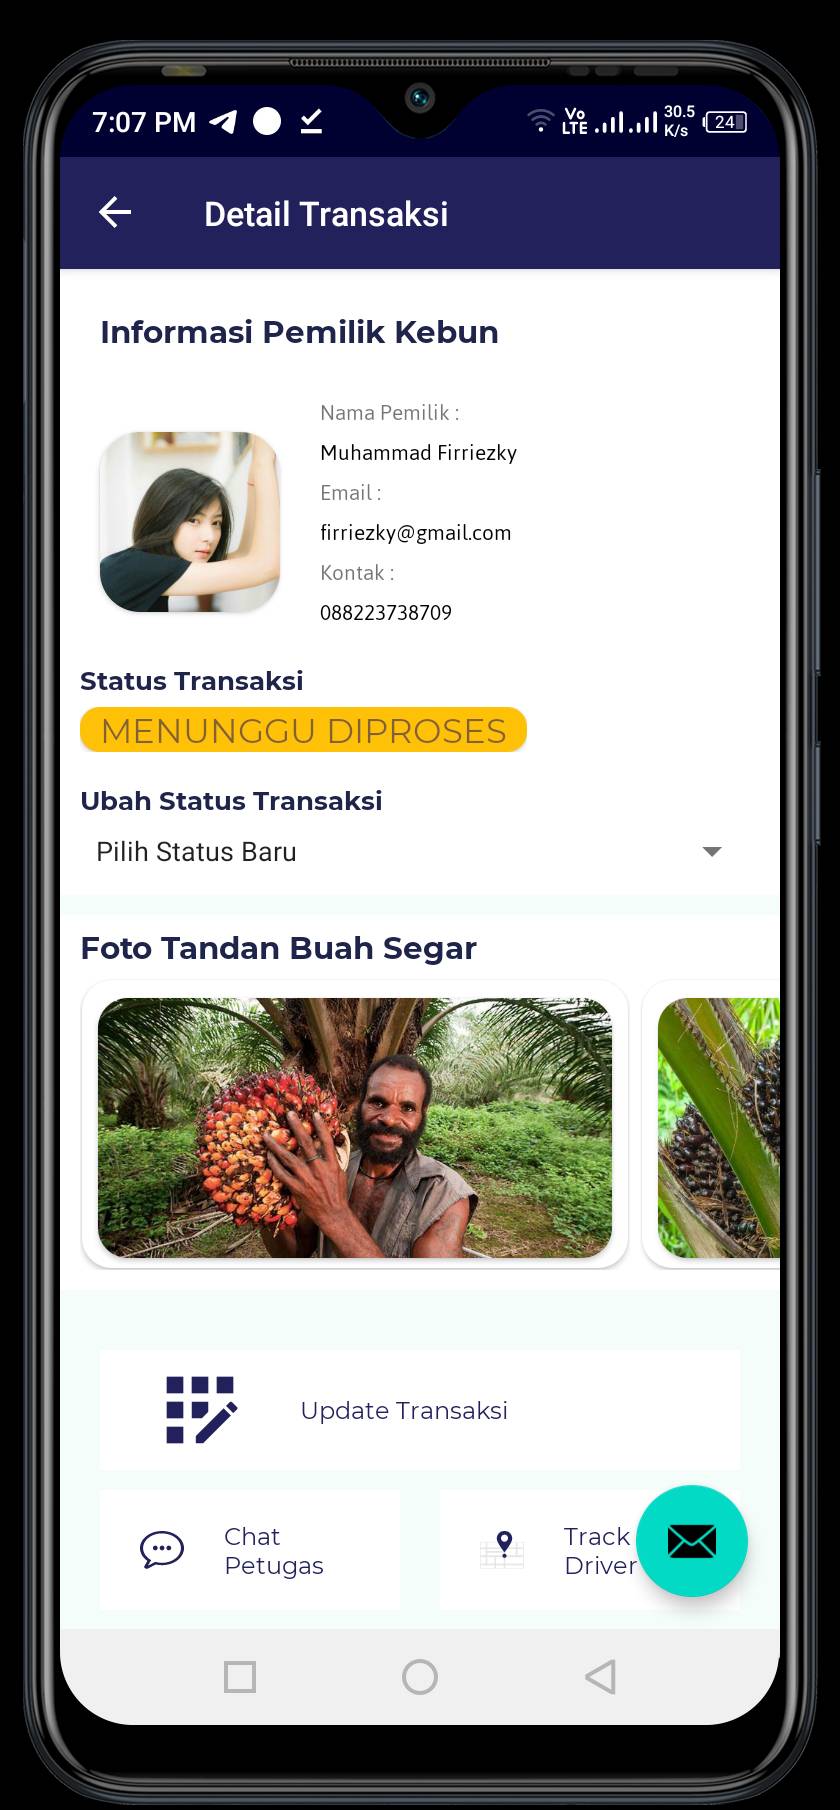 7:07 PM
Vo
LTE
30.5
K/s
24
Detail Transaksi
Informasi Pemilik Kebun
Nama Pemilik :
Muhammad Firriezky
Email :
firriezky@gmail.com
Kontak :
088223738709
Status Transaksi
MENUNGGU DIPROSES
Ubah Status Transaksi
Pilih Status Baru
Foto Tandan Buah Segar
Update Transaksi
Chat
Petugas
Track
Driver